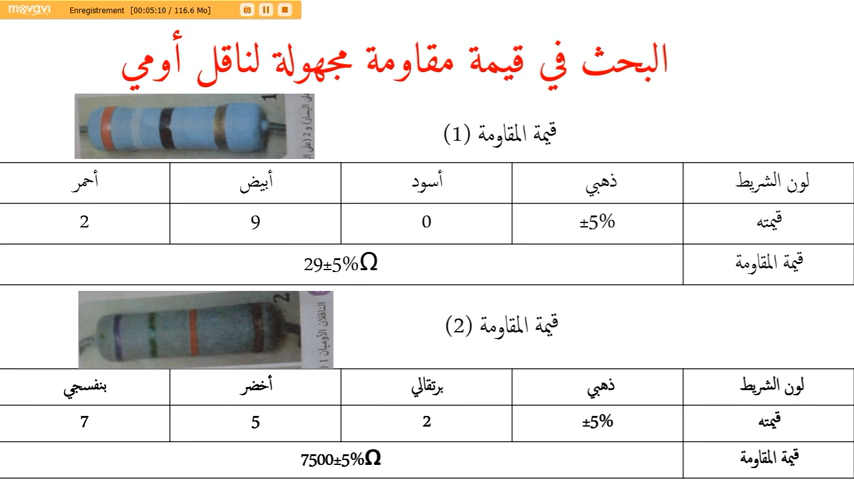 movavi Enregistrement [00:05:10 / 116.6 Mo]
البحث في قيمة مقاومة مجهولة لناقل أومي
قيمة المقاومة (1)
لون الشريط ذهبي أسود أبيض أحمر
قيمته ±5% 0 9 2
قيمة المقاومة 29±5%Ω
قيمة المقاومة (2)
لون الشريط ذهبي برتقالي أخضر بنفسجي
قيمته ±5% 2 5 7
قيمة المقاومة 7500±5%Ω